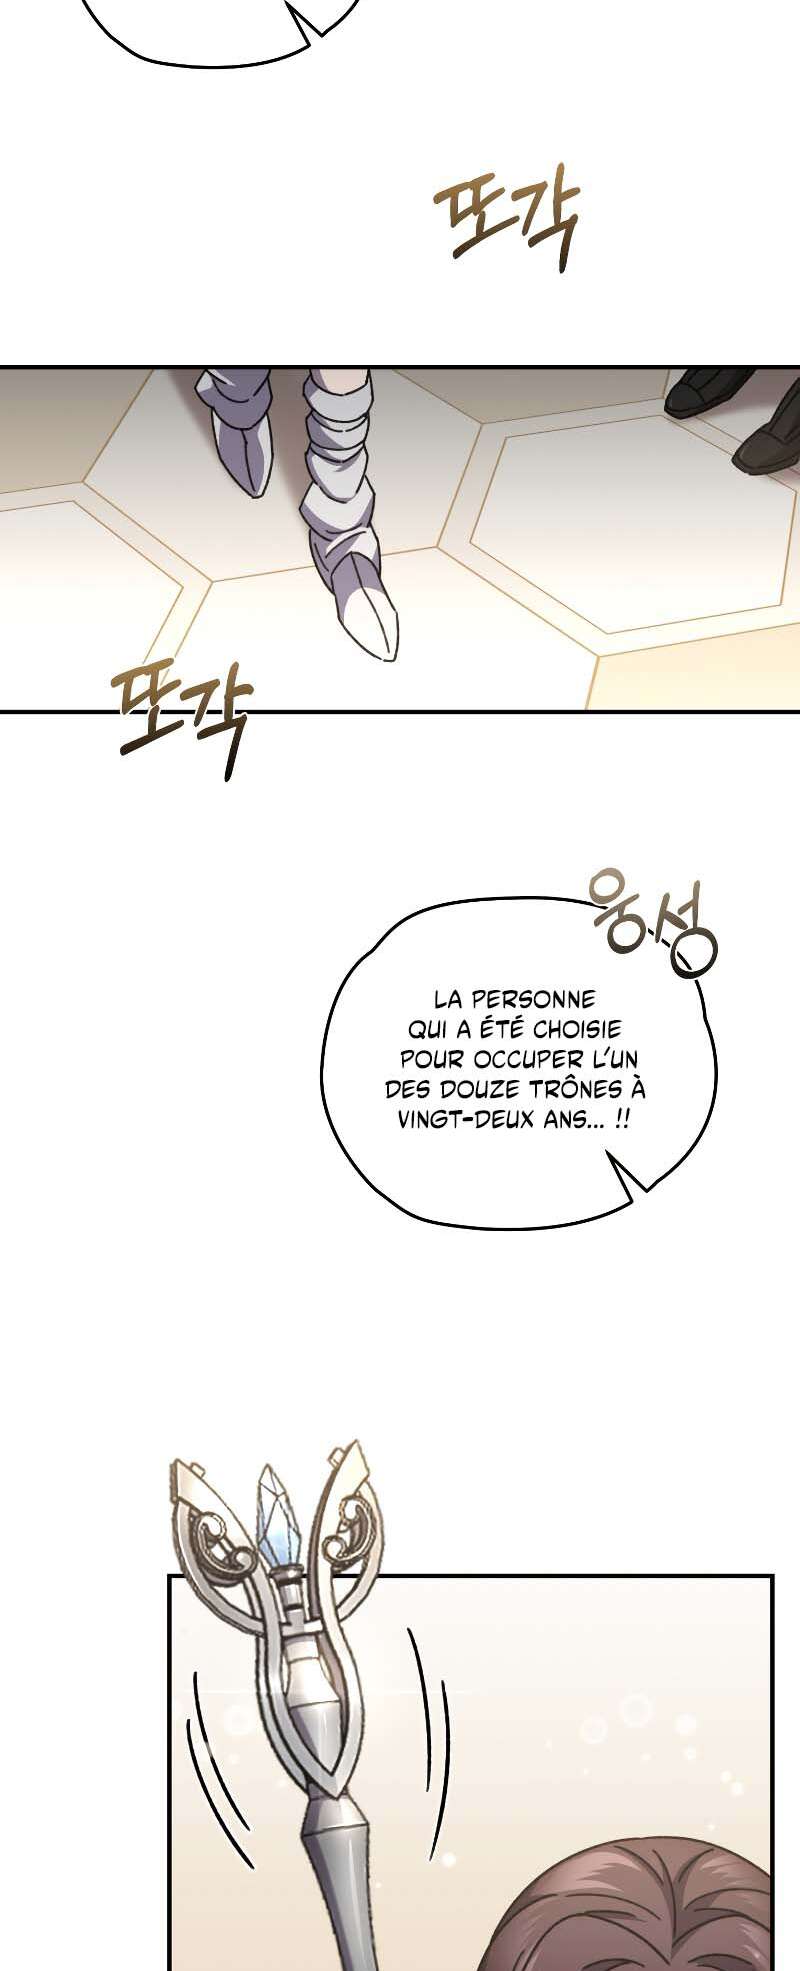 또각
또각
웅성
LA PERSONNE
QUI A ÉTÉ CHOISIE
POUR OCCUPER L'UN
DES DOUZE TRÔNES À
VINGT-DEUX ANS... !!